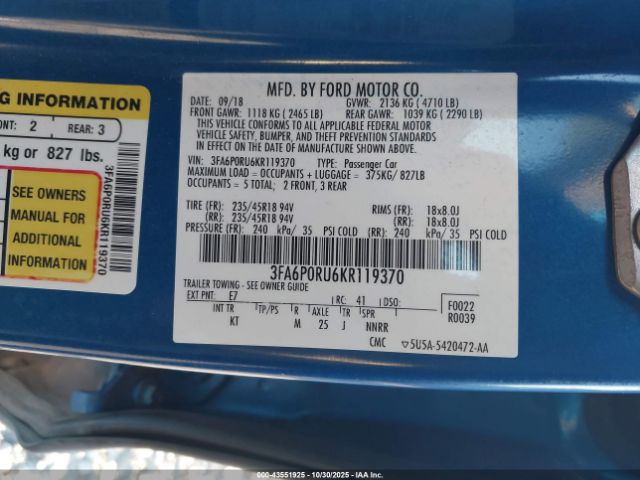 G INFORMATION
ONT: 2 REAR: 3
kg or 827 lbs.
SEE OWNERS
MANUAL FOR
ADDITIONAL
INFORMATION
3FA6P0RU6KR119370
MFD. BY FORD MOTOR CO.
DATE: 09/18 GVWR: 2136 KG ( 4710 LB)
FRONT GAWR: 1118 KG ( 2465 LB) REAR GAWR: 1039 KG ( 2290 LB)
THIS VEHICLE CONFORMS TO ALL APPLICABLE FEDERAL MOTOR
VEHICLE SAFETY, BUMPER, AND THEFT PREVENTION STANDARDS
IN EFFECT ON THE DATE OF MANUFACTURE SHOWN ABOVE.
VIN: 3FA6P0RU6KR119370 TYPE: Passenger Car
MAXIMUM LOAD = OCCUPANTS + LUGGAGE = 375KG/ 827LB
OCCUPANTS = 5 TOTAL; 2 FRONT, 3 REAR
TIRE (FR): 235/45R18 94V RIMS (FR): 18x8.0J
(RR): 235/45R18 94V (RR): 18x8.0J
PRESSURE (FR): 240 kPa/ 35 PSI COLD (RR): 240 kPa/ 35 PSI COLD
3FA6P0RU6KR119370
TRAILER TOWING - SEE OWNER GUIDE
EXT PNT: E7 RC: 41 DSO:
F0022
R0039
INT TR TP/PS R AXLE TR SPR
KT M 25 J NNRR
CMC 5U5A-5420472-AA
000-43551925 - 10/30/2025 - IAAI.COM